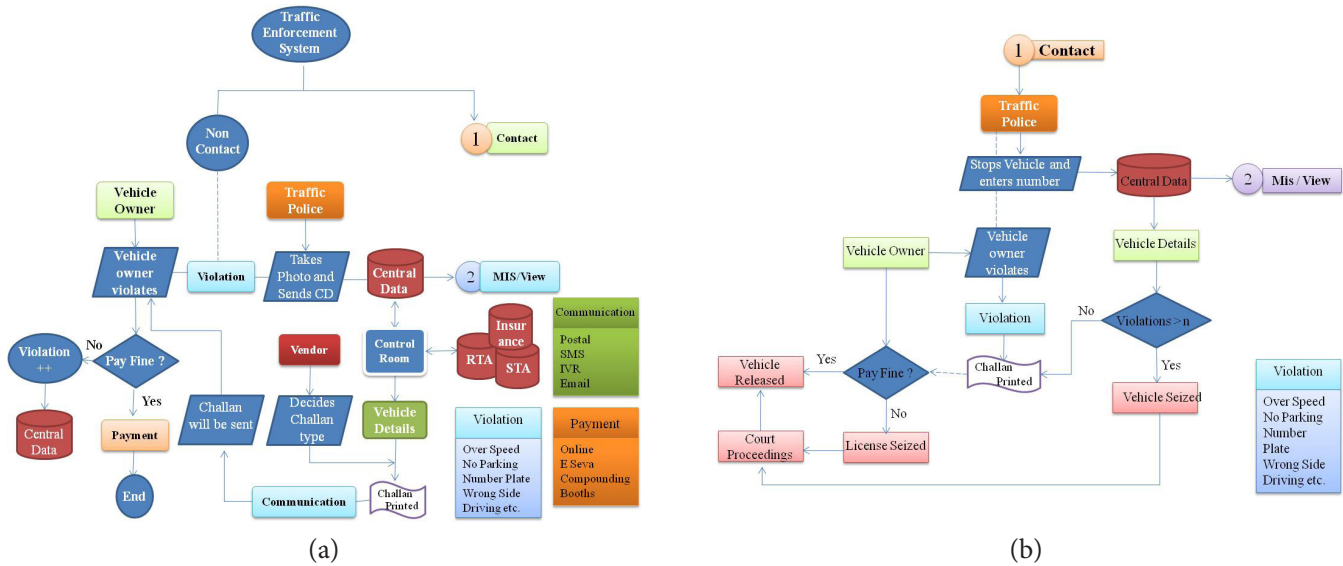 Traffic
Enforcement
System
Non
Contact
1
Contact
Vehicle
Owner
Traffic
Police
Vehicle
owner
violates
Violation
Takes
Photo and
Sends CD
Central
Data
2
MIS/View
Communication
Postal
SMS
IVR
Email
Insur
ance
RTA
STA
Control
Room
Vendor
Violation
++
No
Pay Fine ?
Yes
Central
Data
Payment
End
Challan
will be sent
Decides
Challan
type
Vehicle
Details
Communication
Challan
Printed
Violation
Over Speed
No Parking
Number Plate
Wrong Side
Driving etc.
Payment
Online
E Seva
Compounding
Booths
(a)
1
Contact
Traffic
Police
Stops Vehicle and
enters number
Central Data
2
Mis / View
Vehicle Owner
Vehicle
owner
violates
Vehicle Details
Violation
No
Violations >n
Yes
Vehicle
Released
Yes
Pay Fine ?
Challan
Printed
Vehicle Seized
No
Court
Proceedings
License Seized
Violation
Over Speed
No Parking
Number
Plate
Wrong Side
Driving etc.
(b)